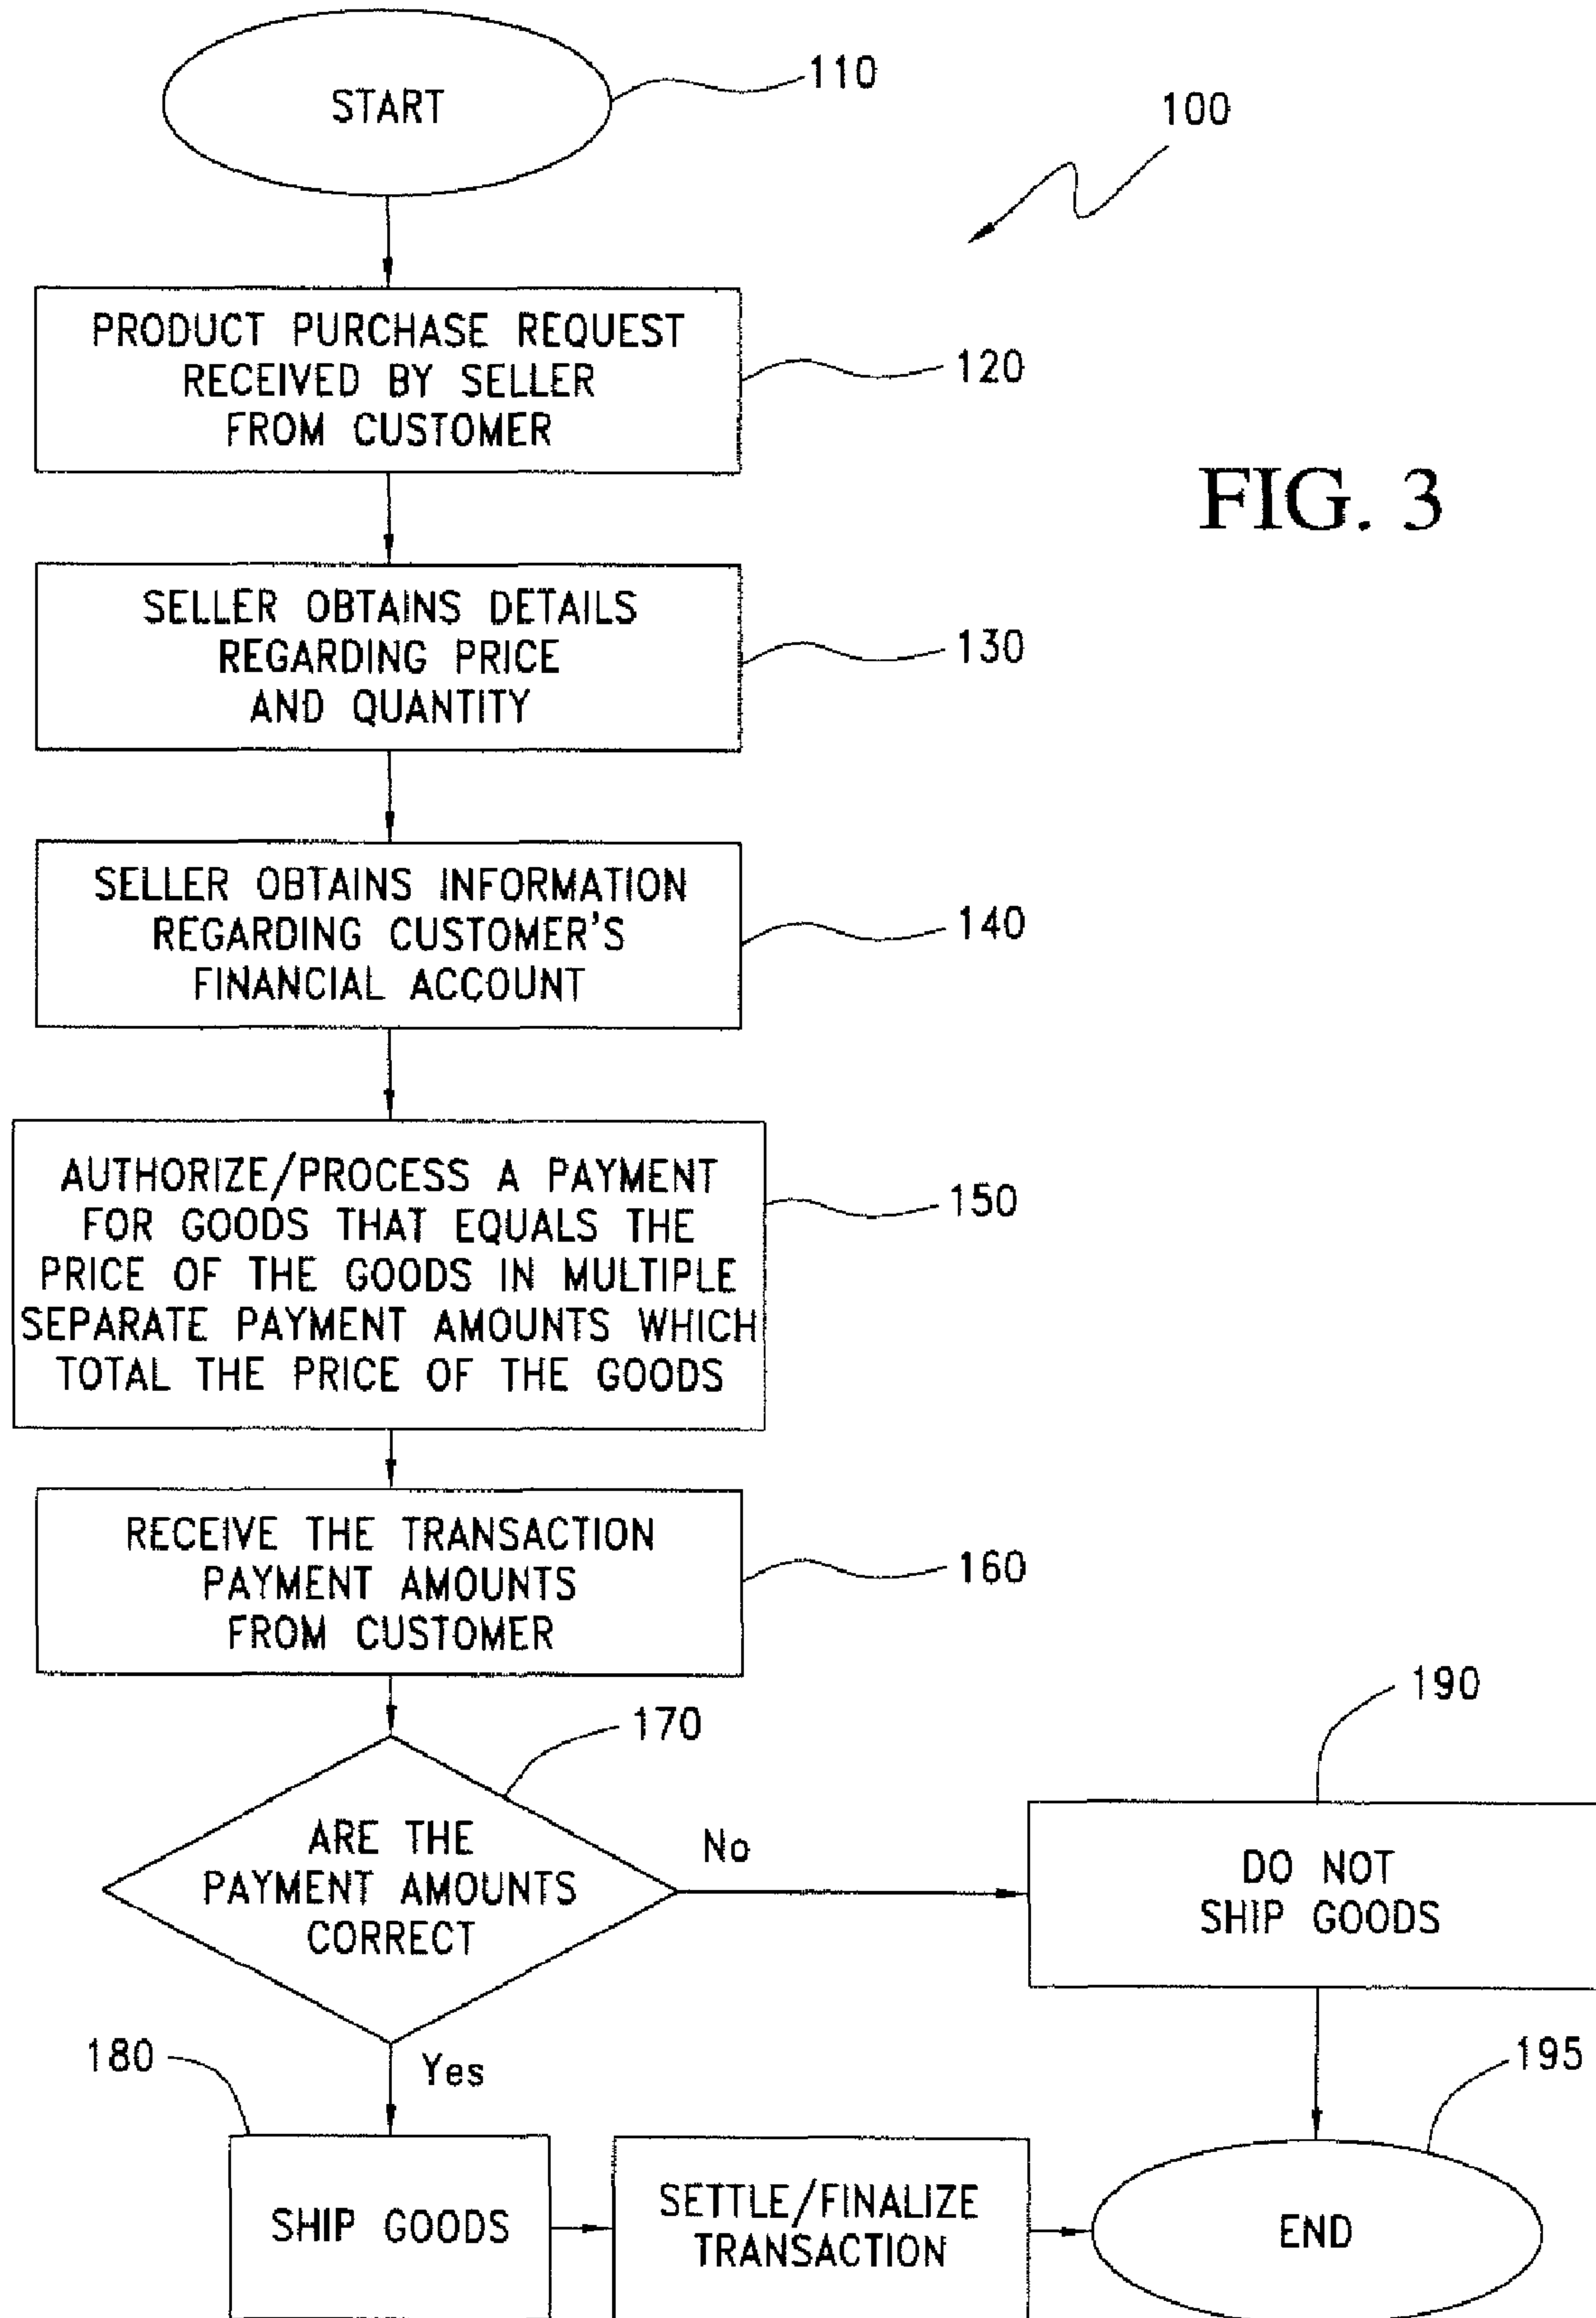 START
110
100
PRODUCT PURCHASE REQUEST
RECEIVED BY SELLER
FROM CUSTOMER
120
FIG. 3
SELLER OBTAINS DETAILS
REGARDING PRICE
AND QUANTITY
130
SELLER OBTAINS INFORMATION
REGARDING CUSTOMER'S
FINANCIAL ACCOUNT
140
AUTHORIZE/PROCESS A PAYMENT
FOR GOODS THAT EQUALS THE
PRICE OF THE GOODS IN MULTIPLE
SEPARATE PAYMENT AMOUNTS WHICH
TOTAL THE PRICE OF THE GOODS
150
RECEIVE THE TRANSACTION
PAYMENT AMOUNTS
FROM CUSTOMER
160
170
ARE THE
PAYMENT AMOUNTS
CORRECT
No
190
DO NOT
SHIP GOODS
Yes
180
SHIP GOODS
SETTLE/FINALIZE
TRANSACTION
195
END